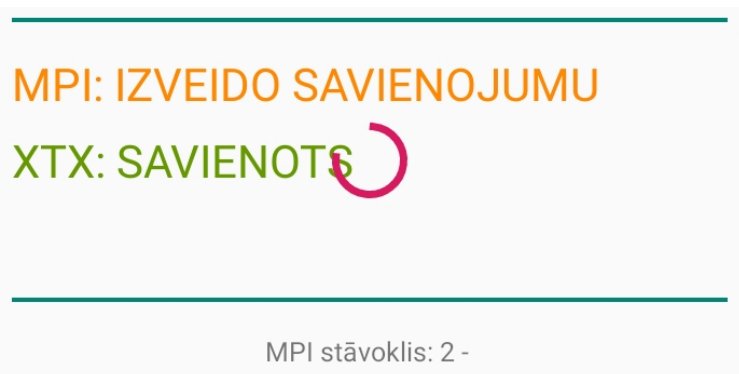 MPI: IZVEIDO SAVIENOJUMU
XTX: SAVIENOTS
MPI stāvoklis: 2 -